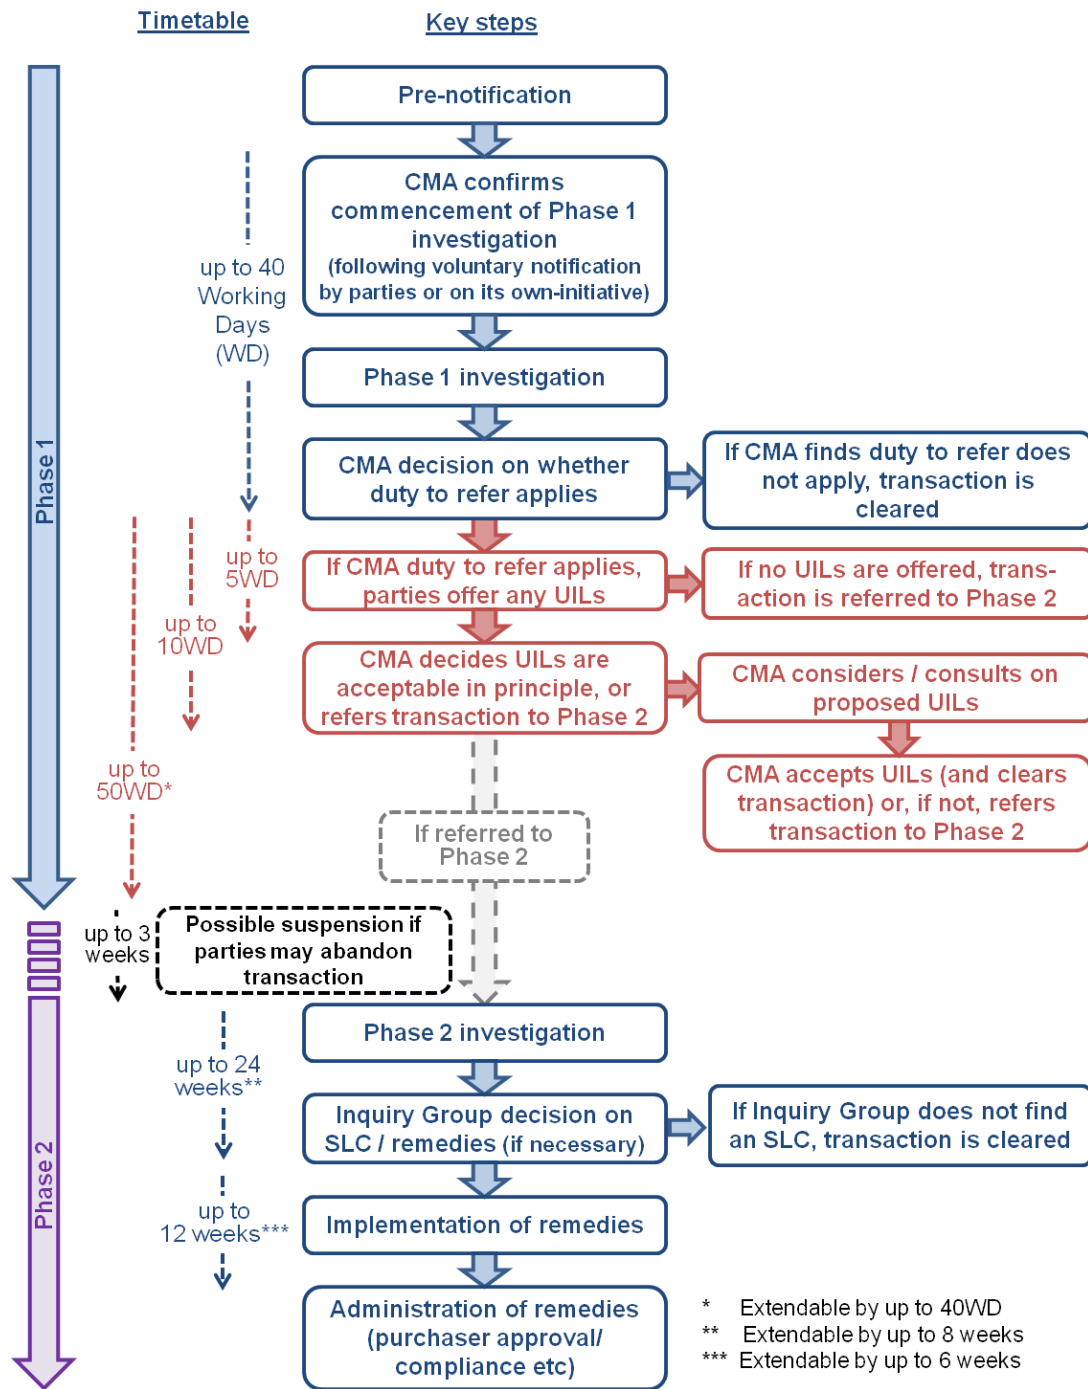 Timetable
Key steps
Pre-notification
CMA confirms
commencement of Phase 1
investigation
(following voluntary notification
by parties or on its own-initiative)
up to 40
Working
Days
(WD)
Phase 1 investigation
Phase 1
CMA decision on whether
duty to refer applies
If CMA finds duty to refer does
not apply, transaction is
cleared
up to
5WD
If CMA duty to refer applies,
parties offer any UILs
If no UILs are offered, trans-
action is referred to Phase 2
up to
10WD
CMA decides UILs are
acceptable in principle, or
refers transaction to Phase 2
CMA considers / consults on
proposed UILs
up to
50WD*
CMA accepts UILs (and clears
transaction) or, if not, refers
transaction to Phase 2
If referred to
Phase 2
up to 3
weeks
Possible suspension if
parties may abandon
transaction
Phase 2 investigation
up to 24
weeks**
Inquiry Group decision on
SLC / remedies (if necessary)
If Inquiry Group does not find
an SLC, transaction is cleared
Phase 2
up to
12 weeks***
Implementation of remedies
Administration of remedies
(purchaser approval/
compliance etc)
* Extendable by up to 40WD
** Extendable by up to 8 weeks
*** Extendable by up to 6 weeks